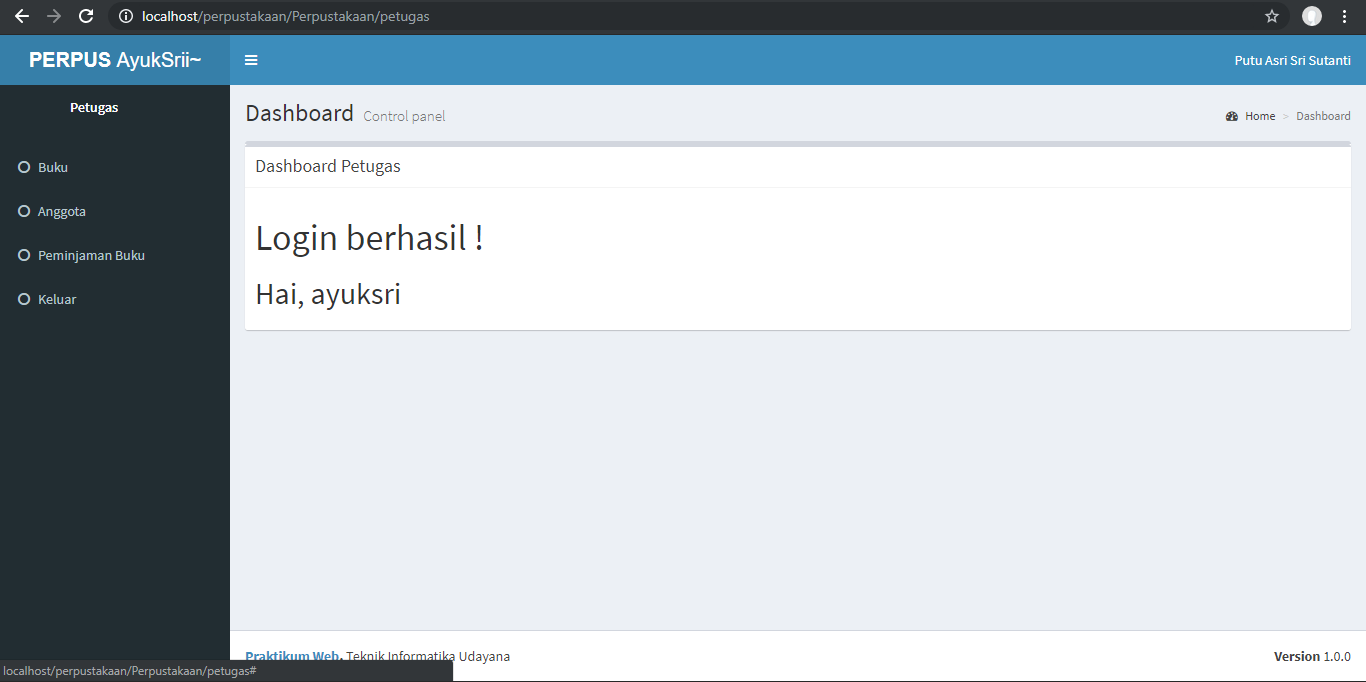 localhost/perpustakaan/Perpustakaan/petugas
PERPUS AyukSrii~
Putu Asri Sri Sutanti
Petugas
Dashboard Control panel
Home > Dashboard
Buku
Anggota
Peminjaman Buku
Keluar
Dashboard Petugas
Login berhasil !
Hai, ayuksri
Praktikum Web. Teknik Informatika Udayana
Version 1.0.0
localhost/perpustakaan/Perpustakaan/petugas#